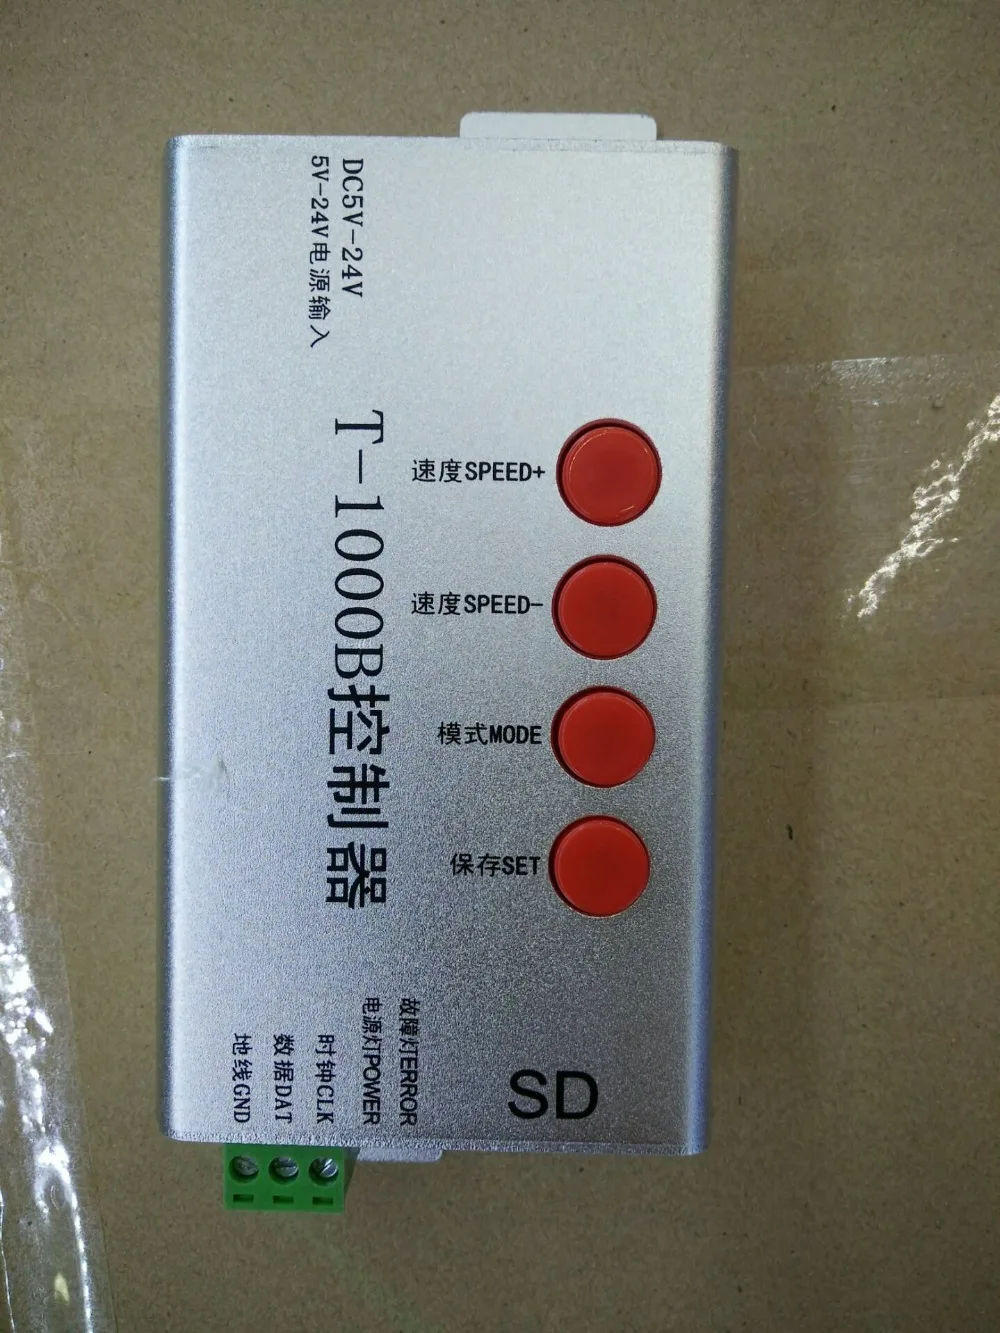 DC5V-24V
5V-24V电源输入
T-1000B控制器
速度SPEED+
速度SPEED-
模式MODE
保存SET
故障灯ERROR
电源灯POWER
时钟CLK
数据DAT
地线GND
SD